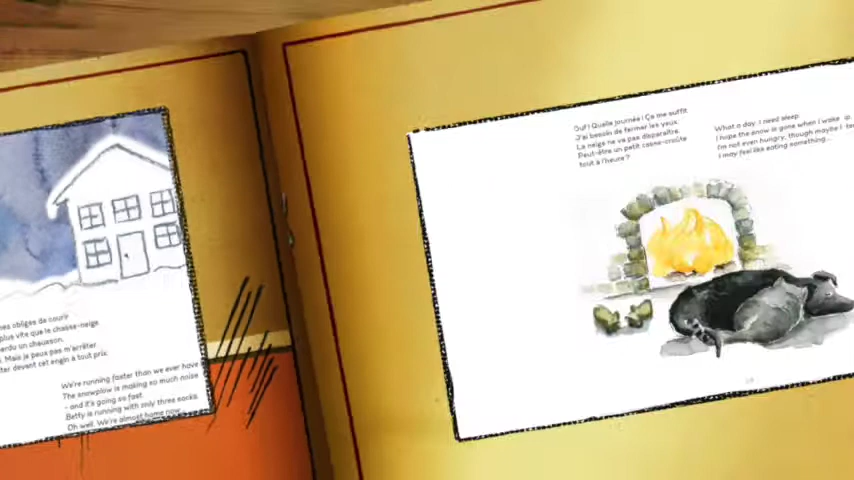 nes obligés de courir
plus vite que le chasse-neige
perdu un chausson.
Mais je peux pas m'arrêter.
ter devant cet engin à tout prix.
We're running faster than we ever have
The snowplow is making so much noise
- and it's going so fast.
Betty is running with only three socks.
Oh well. We're almost home now
Ouf! Quelle journée! Ça me suffit
J'ai besoin de fermer les yeux.
La neige ne va pas disparaître.
Peut-être un petit casse-croûte
tout à l'heure?
What a day. I need sleep
I hope the snow is gone when I wake
I'm not even hungry, though maybe
I may feel like eating something...